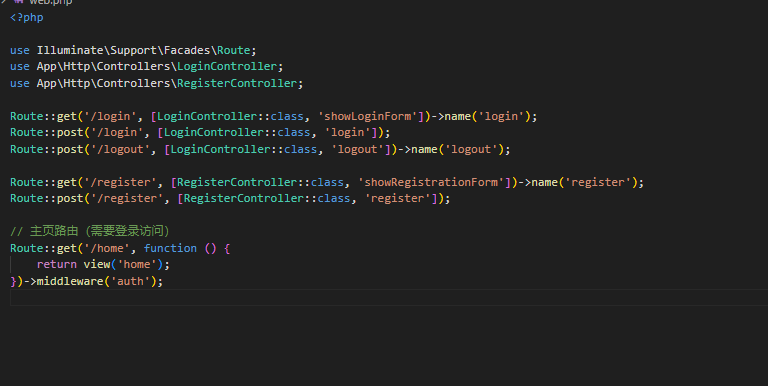 web.php
<?php
use Illuminate\Support\Facades\Route;
use App\Http\Controllers\LoginController;
use App\Http\Controllers\RegisterController;
Route::get('/login', [LoginController::class, 'showLoginForm'])->name('login');
Route::post('/login', [LoginController::class, 'login']);
Route::post('/logout', [LoginController::class, 'logout'])->name('logout');
Route::get('/register', [RegisterController::class, 'showRegistrationForm'])->name('register');
Route::post('/register', [RegisterController::class, 'register']);
// 主页路由（需要登录访问）
Route::get('/home', function () {
    return view('home');
})->middleware('auth');